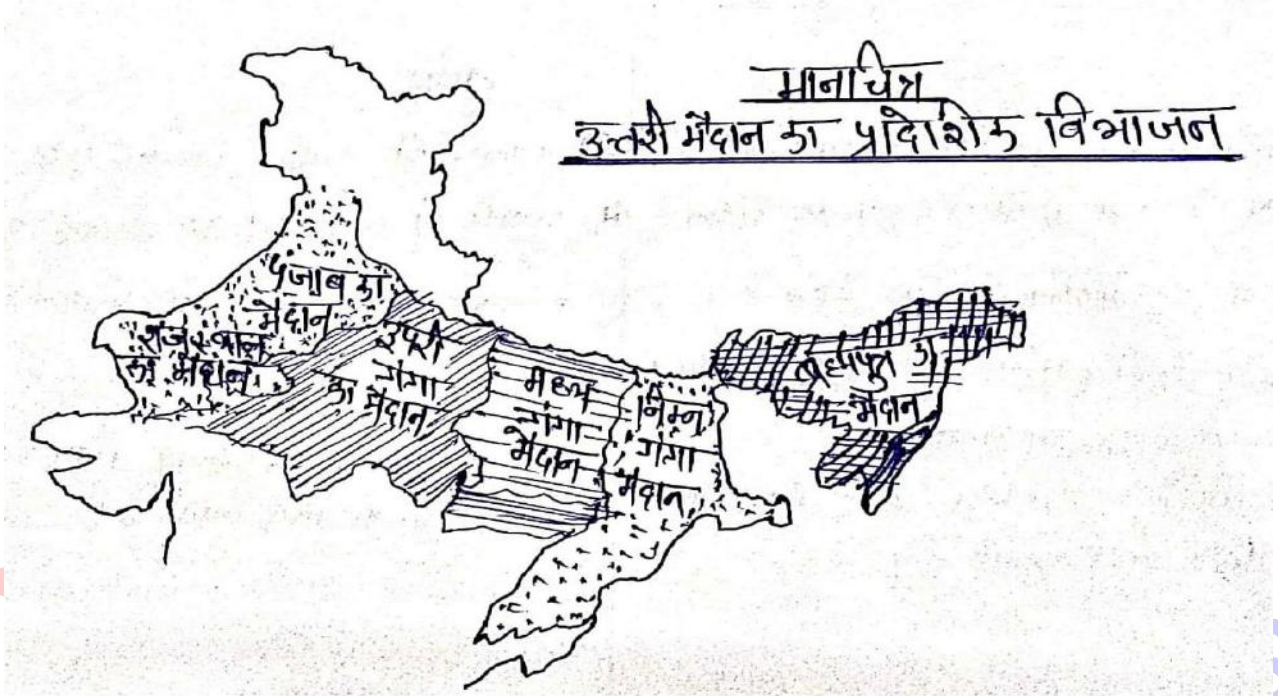 मानचित्र
उत्तरी मैदान का प्रादेशिक विभाजन
पंजाब का
मैदान
राजस्थान
का मैदान
ऊपरी
गंगा
का मैदान
मध्य
गंगा
मैदान
निम्न
गंगा
मैदान
ब्रह्मपुत्र का
मैदान